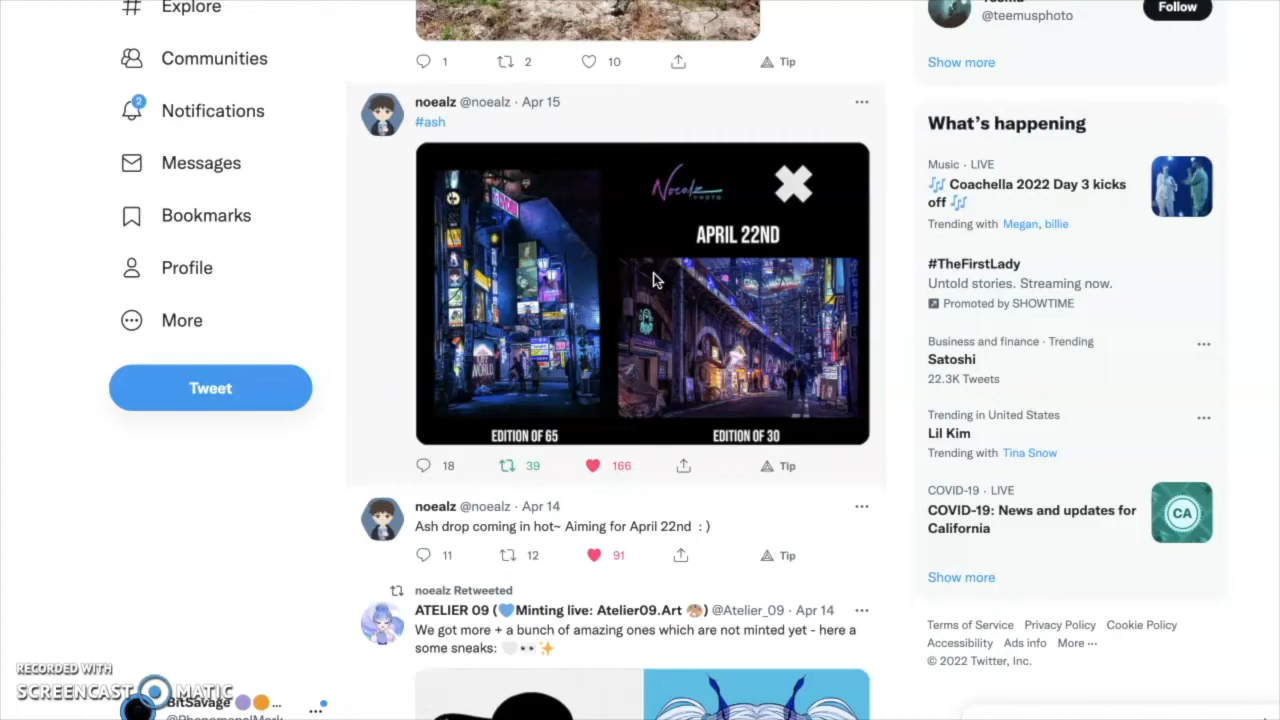 Explore
Communities
2
Notifications
Messages
Bookmarks
Profile
More
Tweet
1 2 10 Tip
noealz @noealz · Apr 15
#ash
Noealz
PHOTO
APRIL 22ND
WORLD
EDITION OF 65
EDITION OF 30
18 39 166 Tip
noealz @noealz · Apr 14
Ash drop coming in hot~ Aiming for April 22nd : )
11 12 91 Tip
noealz Retweeted
ATELIER 09 (💙Minting live: Atelier09.Art 🎨) @Atelier_09 · Apr 14
We got more + a bunch of amazing ones which are not minted yet - here a
some sneaks: 🤍👀✨
@teemusphoto
Follow
Show more
What's happening
Music · LIVE
🎶 Coachella 2022 Day 3 kicks
off 🎶
Trending with Megan, billie
#TheFirstLady
Untold stories. Streaming now.
Promoted by SHOWTIME
Business and finance · Trending
Satoshi
22.3K Tweets
Trending in United States
Lil Kim
Trending with Tina Snow
COVID-19 · LIVE
COVID-19: News and updates for
California
CA
Show more
Terms of Service Privacy Policy Cookie Policy
Accessibility Ads info More ···
© 2022 Twitter, Inc.
RECORDED WITH
SCREENCAST MATIC
BitSavage 🟣🟠...